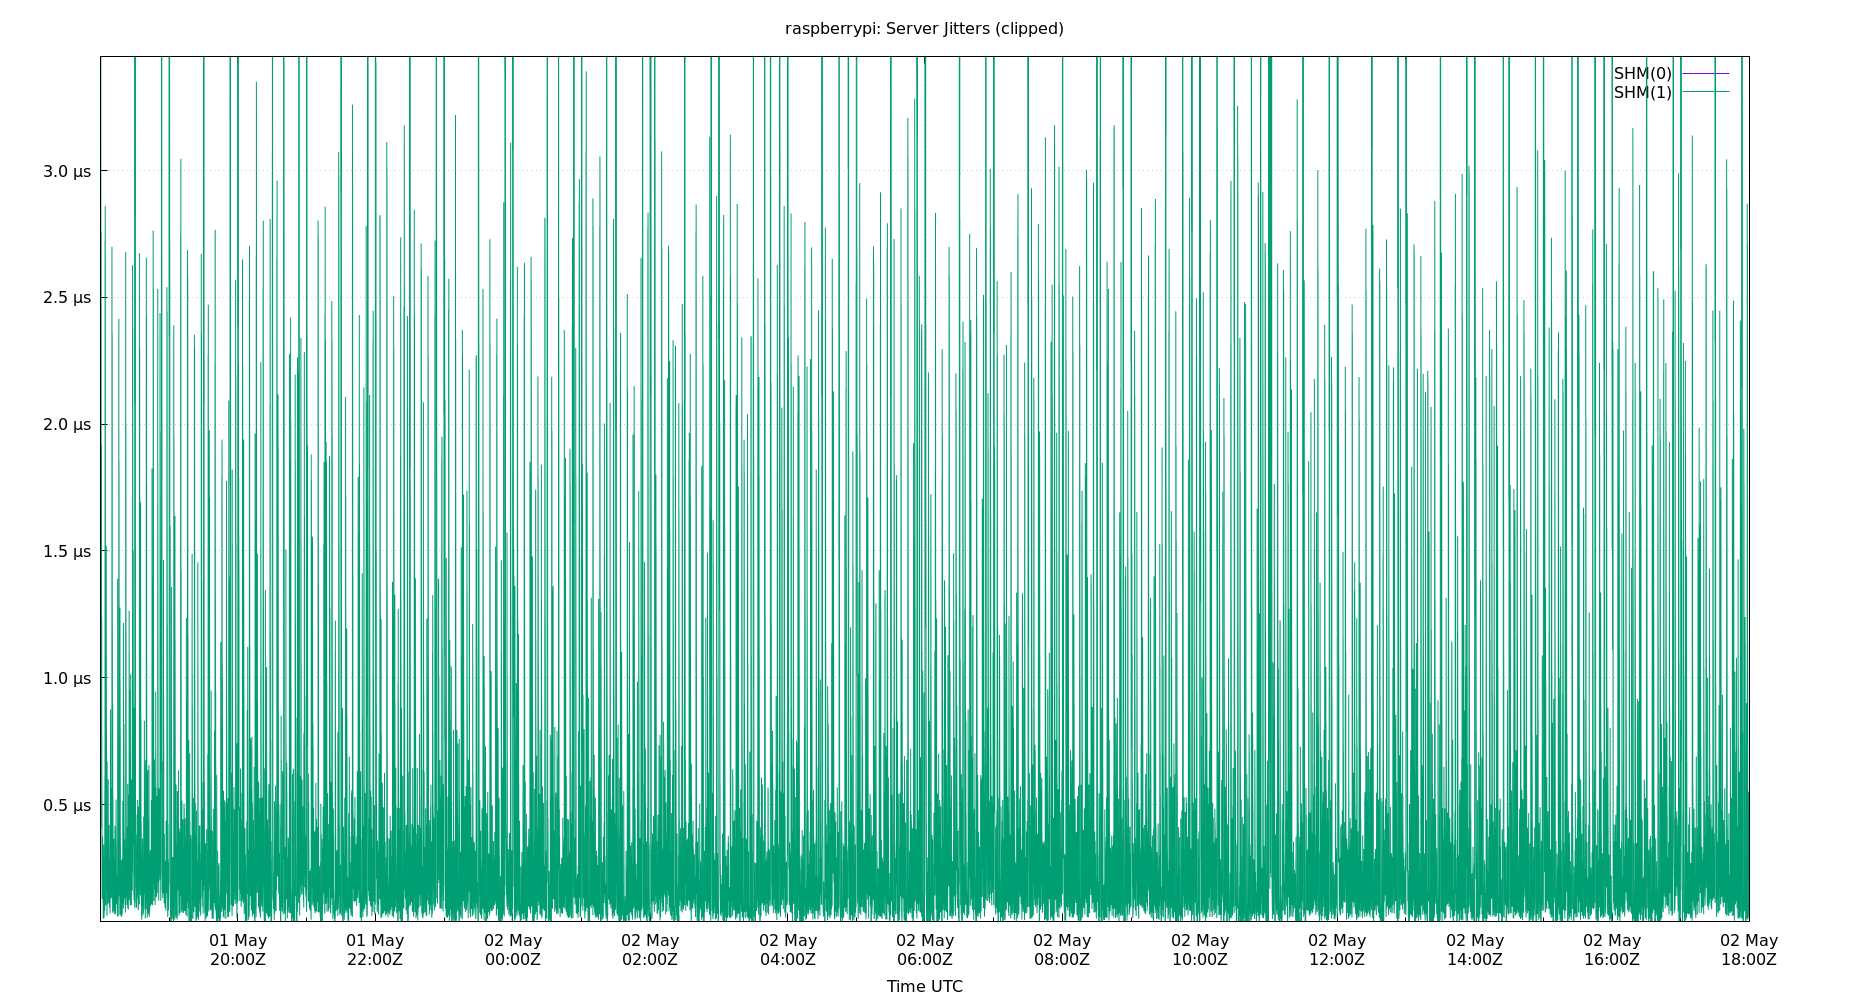 raspberrypi: Server Jitters (clipped)
SHM(0)
SHM(1)
3.0 µs
2.5 µs
2.0 µs
1.5 µs
1.0 µs
0.5 µs
01 May 01 May 02 May 02 May 02 May 02 May 02 May 02 May 02 May 02 May 02 May 02 May
20:00Z 22:00Z 00:00Z 02:00Z 04:00Z 06:00Z 08:00Z 10:00Z 12:00Z 14:00Z 16:00Z 18:00Z
Time UTC